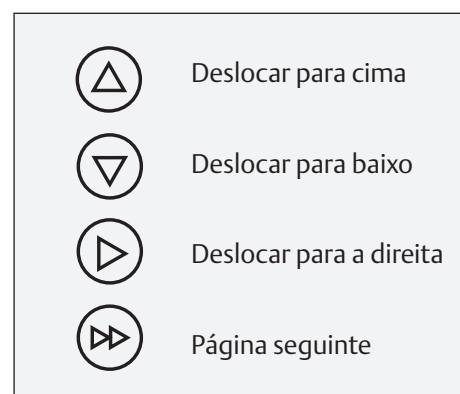 Deslocar para cima
Deslocar para baixo
Deslocar para a direita
Página seguinte